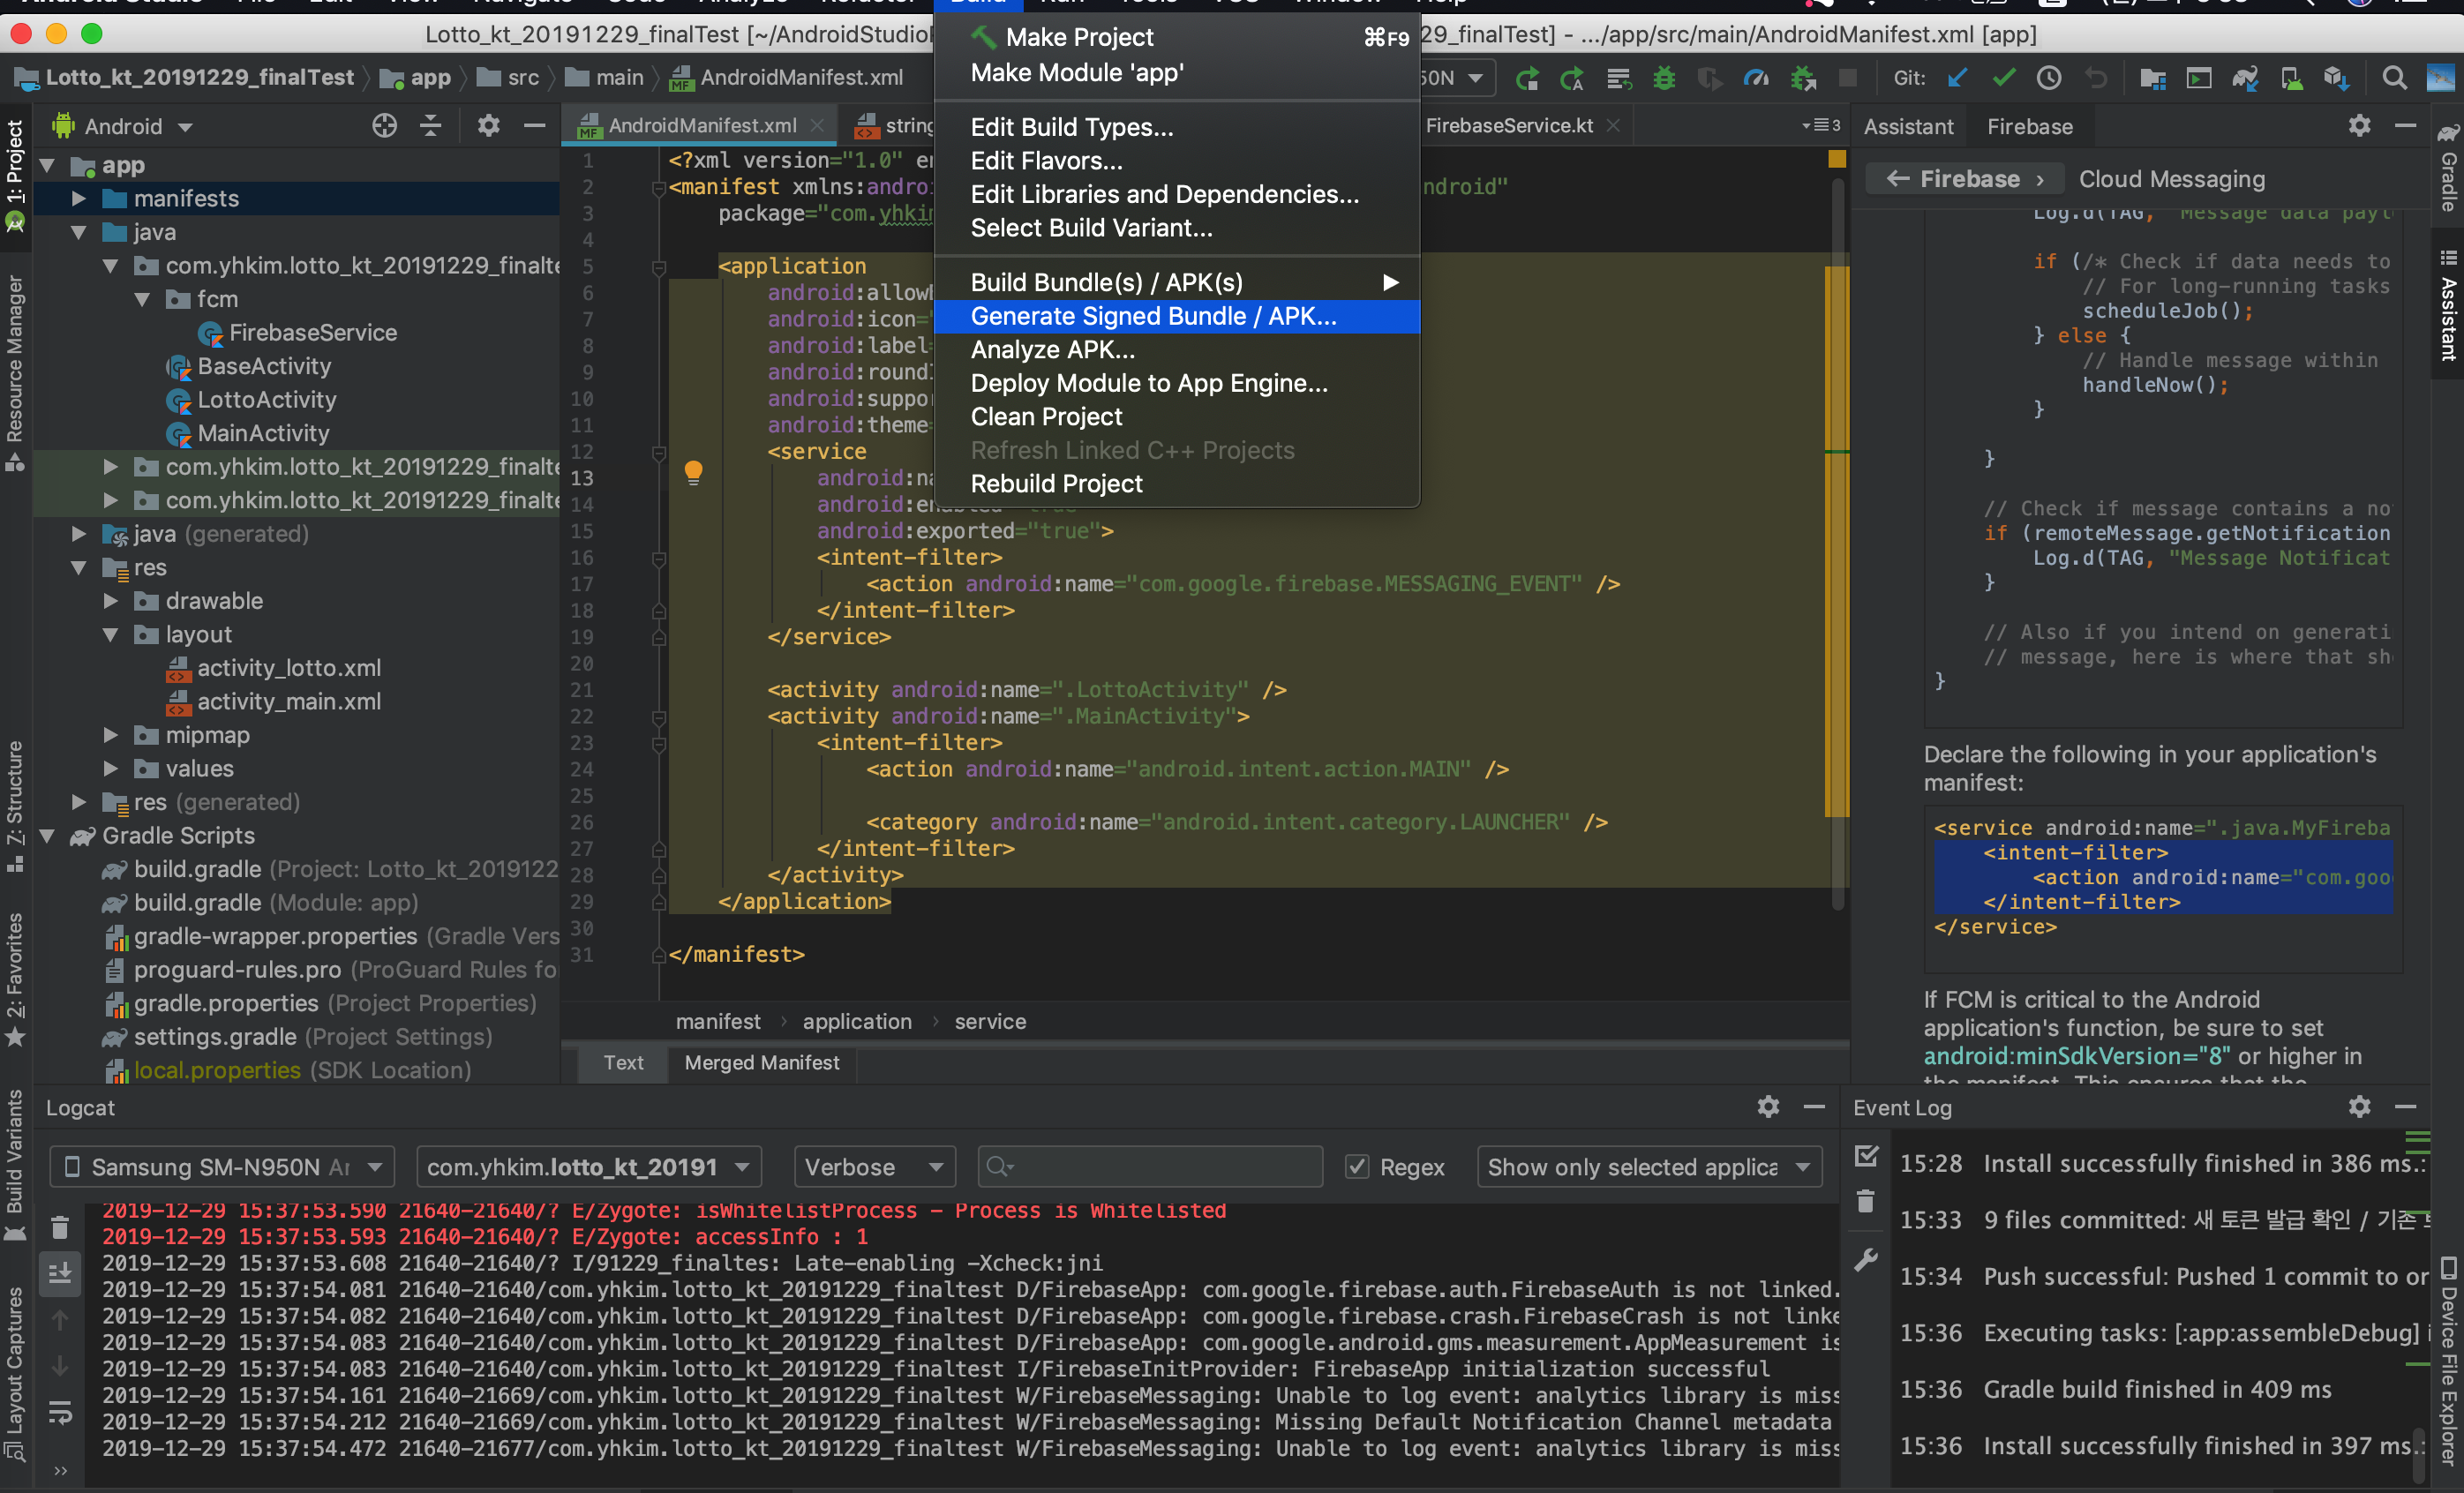 Lotto_kt_20191229_finalTest [~/AndroidStudioP
29_finalTest] - .../app/src/main/AndroidManifest.xml [app]
Make Project ⌘F9
Make Module 'app'
Edit Build Types...
Edit Flavors...
Edit Libraries and Dependencies...
Select Build Variant...
Build Bundle(s) / APK(s)
Generate Signed Bundle / APK...
Analyze APK...
Deploy Module to App Engine...
Clean Project
Refresh Linked C++ Projects
Rebuild Project
Lotto_kt_20191229_finalTest app src main AndroidManifest.xml
50N
Git:
1: Project
Resource Manager
Z: Structure
2: Favorites
Build Variants
Layout Captures
Android
app
manifests
java
com.yhkim.lotto_kt_20191229_finalte
fcm
FirebaseService
BaseActivity
LottoActivity
MainActivity
com.yhkim.lotto_kt_20191229_finalte
com.yhkim.lotto_kt_20191229_finalte
java (generated)
res
drawable
layout
activity_lotto.xml
activity_main.xml
mipmap
values
res (generated)
Gradle Scripts
build.gradle (Project: Lotto_kt_2019122
build.gradle (Module: app)
gradle-wrapper.properties (Gradle Vers
proguard-rules.pro (ProGuard Rules fo
gradle.properties (Project Properties)
settings.gradle (Project Settings)
local.properties (SDK Location)
AndroidManifest.xml string FirebaseService.kt 3
1 <?xml version="1.0" en
2 <manifest xmlns:androi ndroid"
3 package="com.yhkim
4
5 <application
6 android:allowB
7 android:icon="
8 android:label=
9 android:roundI
10 android:suppor
11 android:theme=
12 <service
13 android:na
14 android:enabled="true"
15 android:exported="true">
16 <intent-filter>
17 <action android:name="com.google.firebase.MESSAGING_EVENT" />
18 </intent-filter>
19 </service>
20
21 <activity android:name=".LottoActivity" />
22 <activity android:name=".MainActivity">
23 <intent-filter>
24 <action android:name="android.intent.action.MAIN" />
25
26 <category android:name="android.intent.category.LAUNCHER" />
27 </intent-filter>
28 </activity>
29 </application>
30
31 </manifest>
manifest application service
Text Merged Manifest
Assistant Firebase
Firebase Cloud Messaging
Log.d(TAG, "Message data payl
if (/* Check if data needs to
// For long-running tasks
scheduleJob();
} else {
// Handle message within
handleNow();
}
}
// Check if message contains a no
if (remoteMessage.getNotification
Log.d(TAG, "Message Notificat
}
// Also if you intend on generati
// message, here is where that sh
}
Declare the following in your application's
manifest:
<service android:name=".java.MyFireba
<intent-filter>
<action android:name="com.goo
</intent-filter>
</service>
If FCM is critical to the Android
application's function, be sure to set
android:minSdkVersion="8" or higher in
the manifest. This ensures that the
Gradle
Assistant
Device File Explorer
Logcat
Samsung SM-N950N Ar
com.yhkim.lotto_kt_20191
Verbose
Regex
Show only selected applica
2019-12-29 15:37:53.590 21640-21640/? E/Zygote: isWhitelistProcess - Process is Whitelisted
2019-12-29 15:37:53.593 21640-21640/? E/Zygote: accessInfo : 1
2019-12-29 15:37:53.608 21640-21640/? I/91229_finaltes: Late-enabling -Xcheck:jni
2019-12-29 15:37:54.081 21640-21640/com.yhkim.lotto_kt_20191229_finaltest D/FirebaseApp: com.google.firebase.auth.FirebaseAuth is not linked.
2019-12-29 15:37:54.082 21640-21640/com.yhkim.lotto_kt_20191229_finaltest D/FirebaseApp: com.google.firebase.crash.FirebaseCrash is not linke
2019-12-29 15:37:54.083 21640-21640/com.yhkim.lotto_kt_20191229_finaltest D/FirebaseApp: com.google.android.gms.measurement.AppMeasurement is
2019-12-29 15:37:54.083 21640-21640/com.yhkim.lotto_kt_20191229_finaltest I/FirebaseInitProvider: FirebaseApp initialization successful
2019-12-29 15:37:54.161 21640-21669/com.yhkim.lotto_kt_20191229_finaltest W/FirebaseMessaging: Unable to log event: analytics library is miss
2019-12-29 15:37:54.212 21640-21669/com.yhkim.lotto_kt_20191229_finaltest W/FirebaseMessaging: Missing Default Notification Channel metadata
2019-12-29 15:37:54.472 21640-21677/com.yhkim.lotto_kt_20191229_finaltest W/FirebaseMessaging: Unable to log event: analytics library is miss
Event Log
15:28 Install successfully finished in 386 ms.:
15:33 9 files committed: 새 토큰 발급 확인 / 기존
15:34 Push successful: Pushed 1 commit to or
15:36 Executing tasks: [:app:assembleDebug] i
15:36 Gradle build finished in 409 ms
15:36 Install successfully finished in 397 ms.: